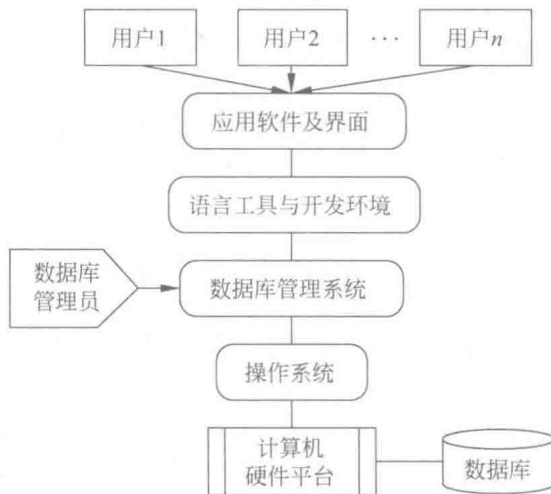 用户1
用户2
···
用户n
应用软件及界面
语言工具与开发环境
数据库
管理员
数据库管理系统
操作系统
计算机
硬件平台
数据库